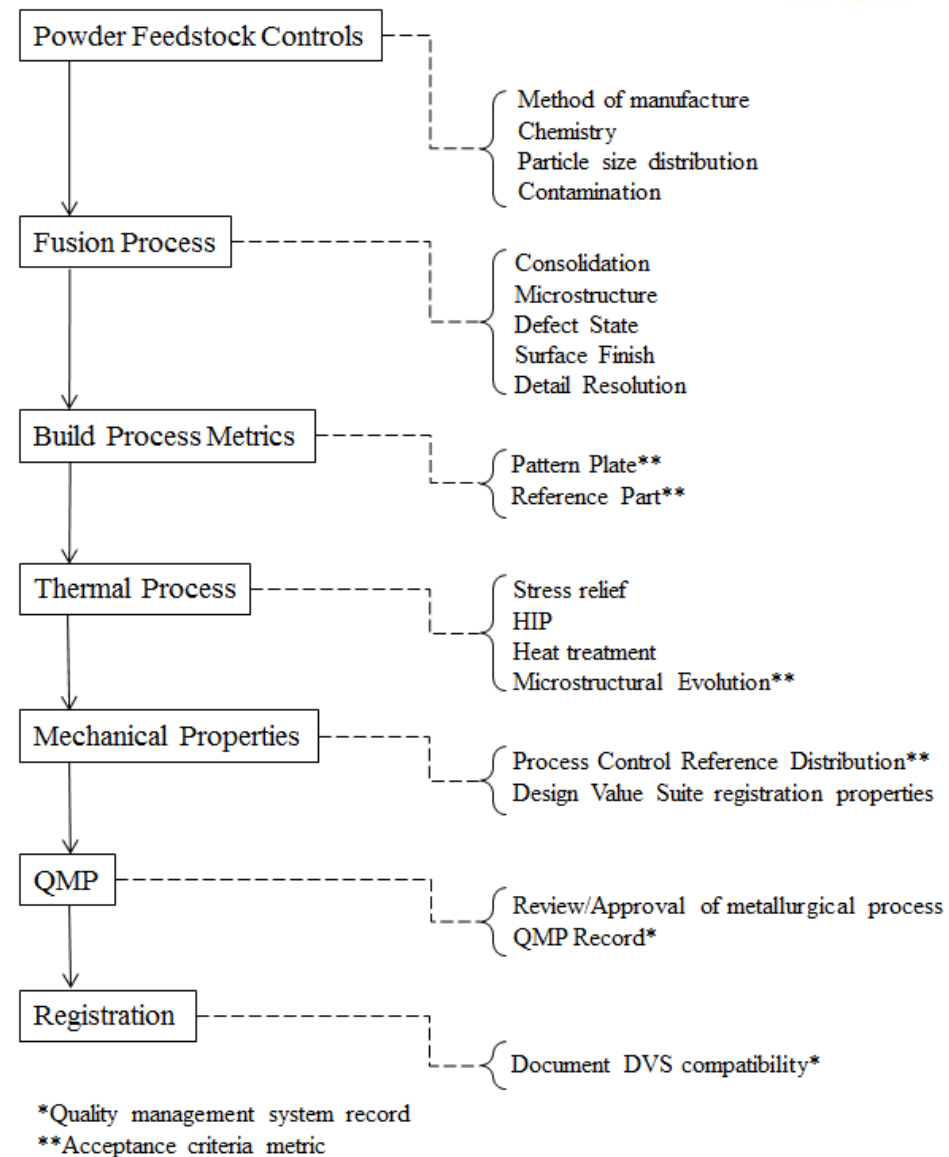 Powder Feedstock Controls
Method of manufacture
Chemistry
Particle size distribution
Contamination
Fusion Process
Consolidation
Microstructure
Defect State
Surface Finish
Detail Resolution
Build Process Metrics
Pattern Plate**
Reference Part**
Thermal Process
Stress relief
HIP
Heat treatment
Microstructural Evolution**
Mechanical Properties
Process Control Reference Distribution**
Design Value Suite registration properties
QMP
Review/Approval of metallurgical process
QMP Record*
Registration
Document DVS compatibility*
*Quality management system record
**Acceptance criteria metric